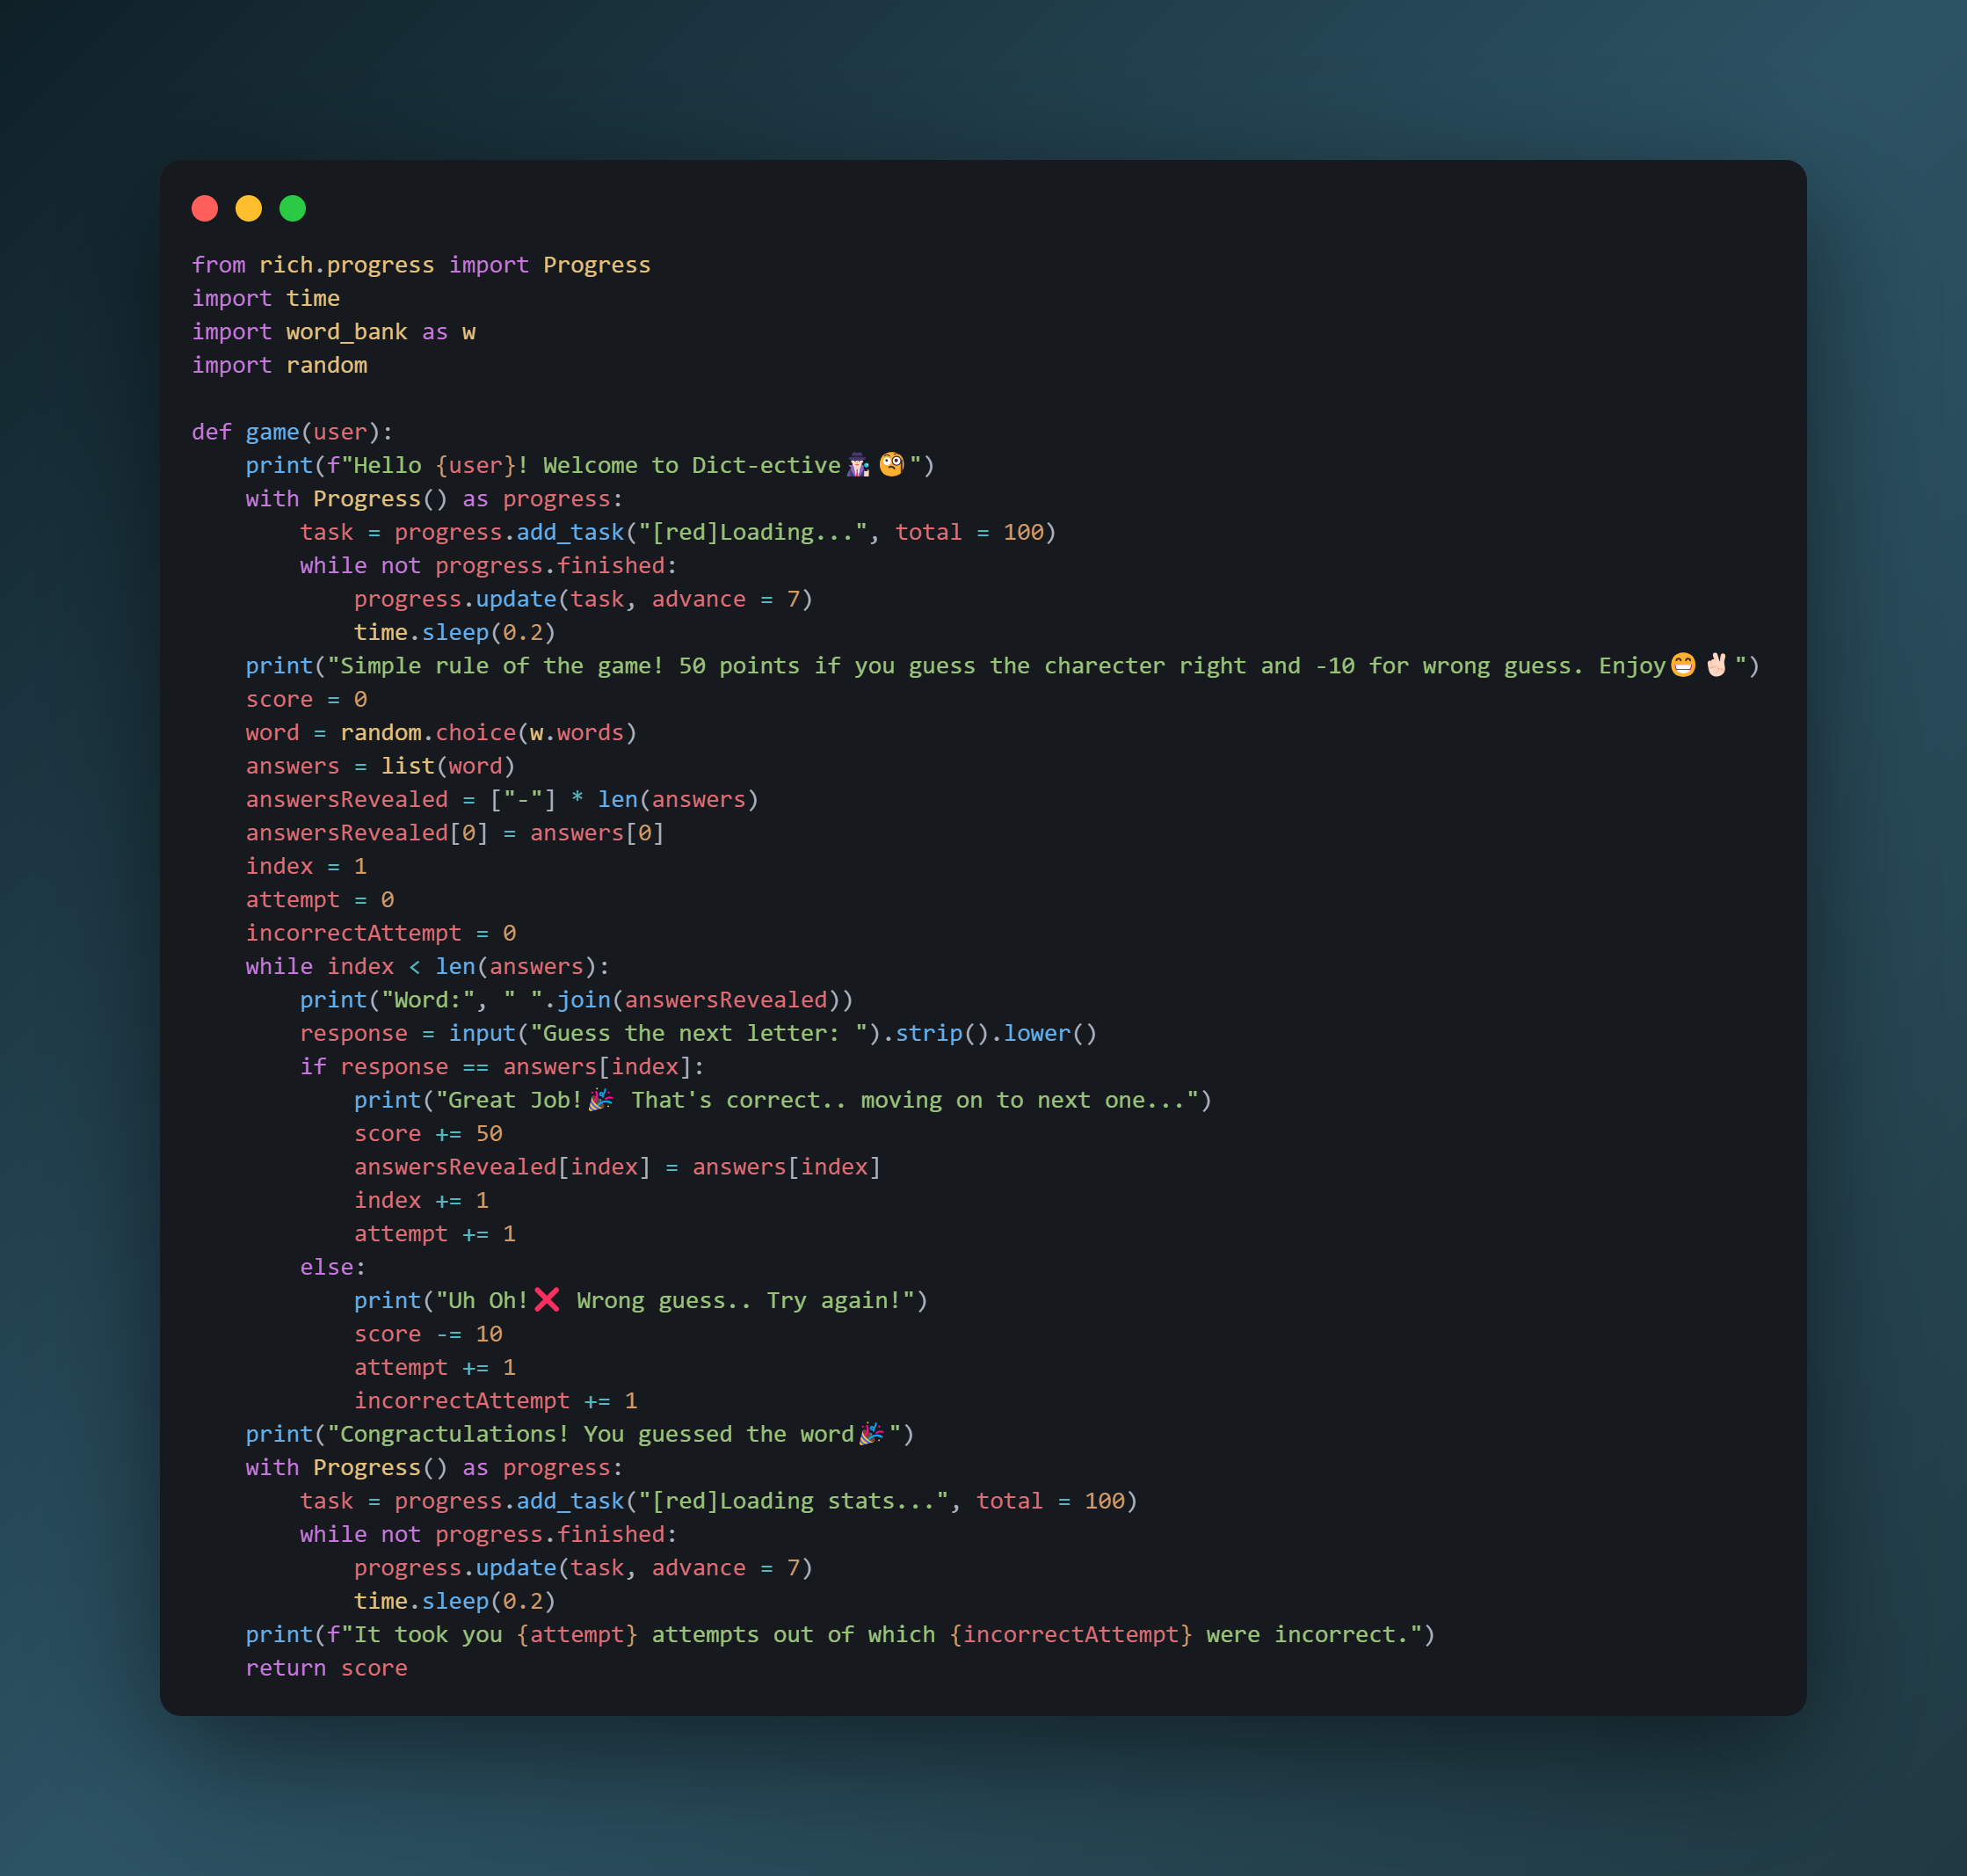 from rich.progress import Progress
import time
import word_bank as w
import random

def game(user):
    print(f"Hello {user}! Welcome to Dict-ective🕵🏻‍♂️🧐")
    with Progress() as progress:
        task = progress.add_task("[red]Loading...", total = 100)
        while not progress.finished:
            progress.update(task, advance = 7)
            time.sleep(0.2)
    print("Simple rule of the game! 50 points if you guess the charecter right and -10 for wrong guess. Enjoy😁✌🏻")
    score = 0
    word = random.choice(w.words)
    answers = list(word)
    answersRevealed = ["-"] * len(answers)
    answersRevealed[0] = answers[0]
    index = 1
    attempt = 0
    incorrectAttempt = 0
    while index < len(answers):
        print("Word:", " ".join(answersRevealed))
        response = input("Guess the next letter: ").strip().lower()
        if response == answers[index]:
            print("Great Job!🎉 That's correct.. moving on to next one...")
            score += 50
            answersRevealed[index] = answers[index]
            index += 1
            attempt += 1
        else:
            print("Uh Oh!❌ Wrong guess.. Try again!")
            score -= 10
            attempt += 1
            incorrectAttempt += 1
    print("Congractulations! You guessed the word🎉")
    with Progress() as progress:
        task = progress.add_task("[red]Loading stats...", total = 100)
        while not progress.finished:
            progress.update(task, advance = 7)
            time.sleep(0.2)
    print(f"It took you {attempt} attempts out of which {incorrectAttempt} were incorrect.")
    return score